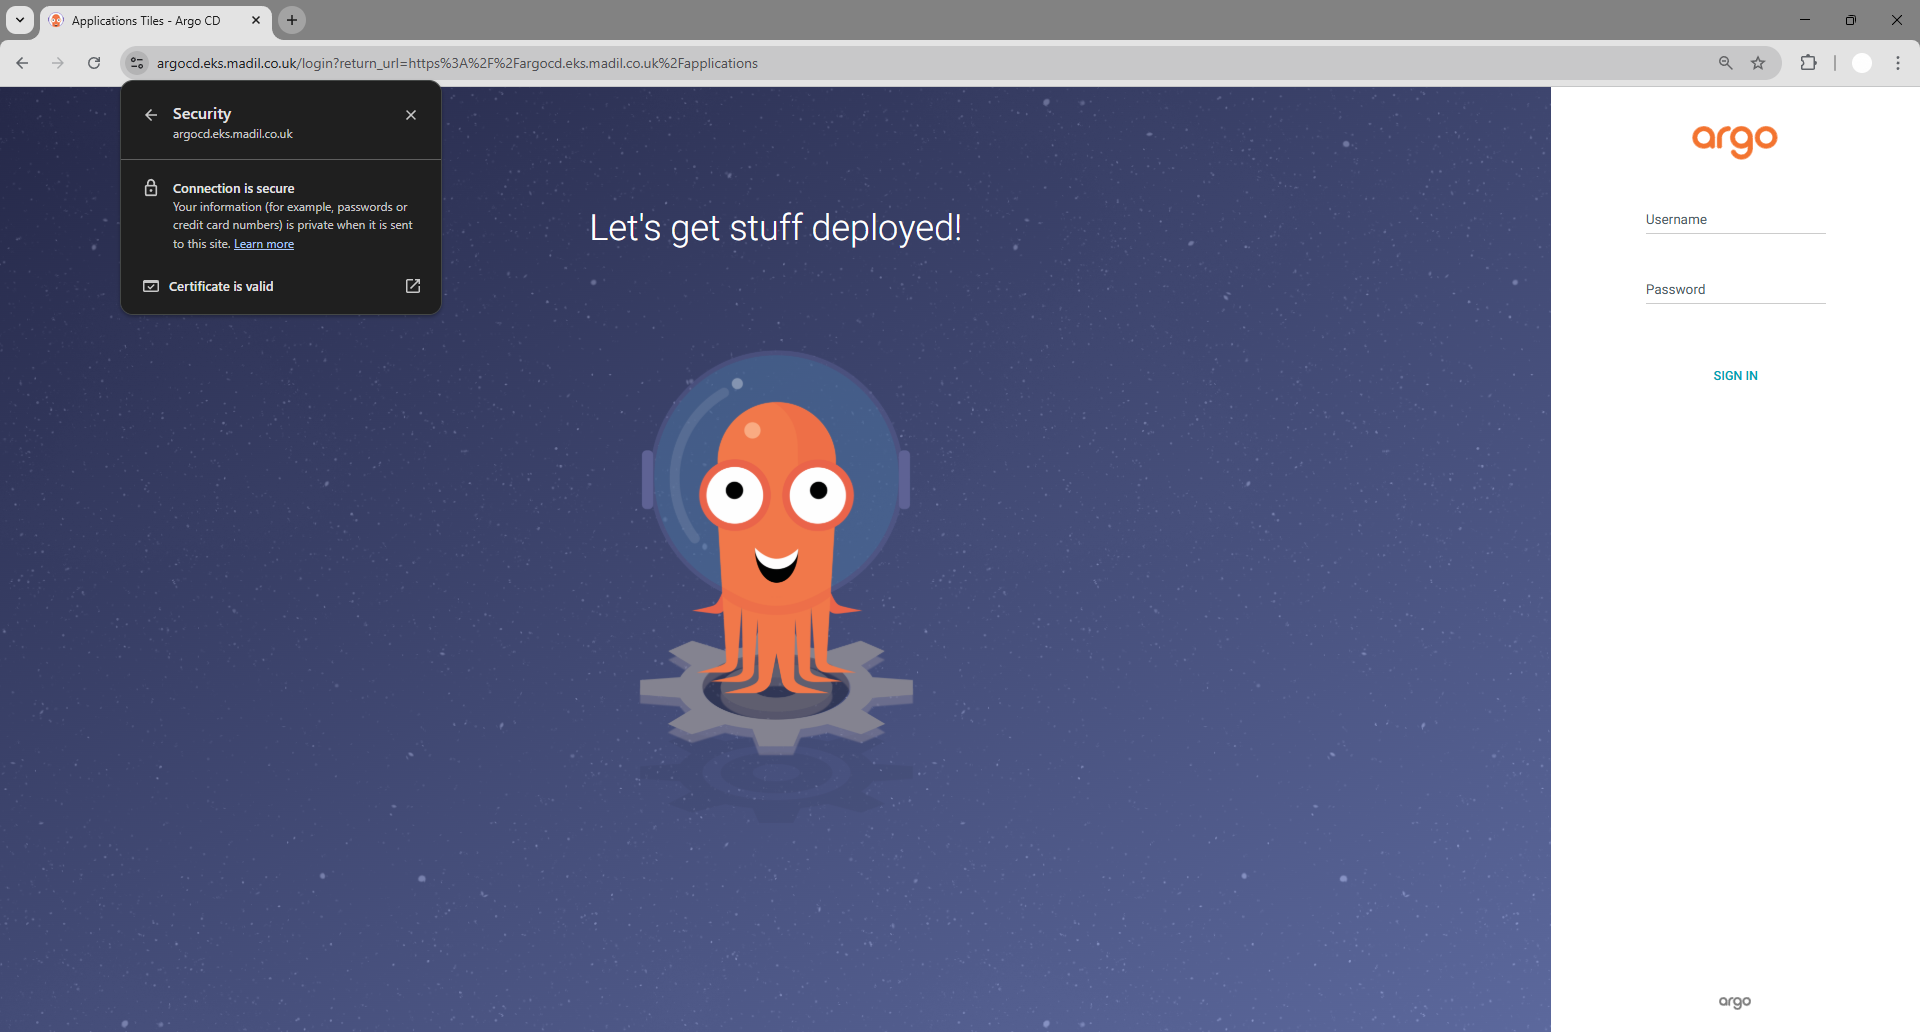 Applications Tiles - Argo CD
argocd.eks.madil.co.uk/login?return_url=https%3A%2F%2Fargocd.eks.madil.co.uk%2Fapplications
Security
argocd.eks.madil.co.uk
Connection is secure
Your information (for example, passwords or
credit card numbers) is private when it is sent
to this site. Learn more
Certificate is valid
Let's get stuff deployed!
argo
Username
Password
SIGN IN
argo